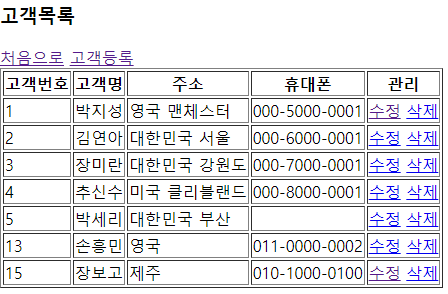 고객목록
처음으로 고객등록
고객번호 고객명 주소 휴대폰 관리
1 박지성 영국 맨체스터 000-5000-0001 수정 삭제
2 김연아 대한민국 서울 000-6000-0001 수정 삭제
3 장미란 대한민국 강원도 000-7000-0001 수정 삭제
4 추신수 미국 클리블랜드 000-8000-0001 수정 삭제
5 박세리 대한민국 부산 수정 삭제
13 손흥민 영국 011-0000-0002 수정 삭제
15 장보고 제주 010-1000-0100 수정 삭제